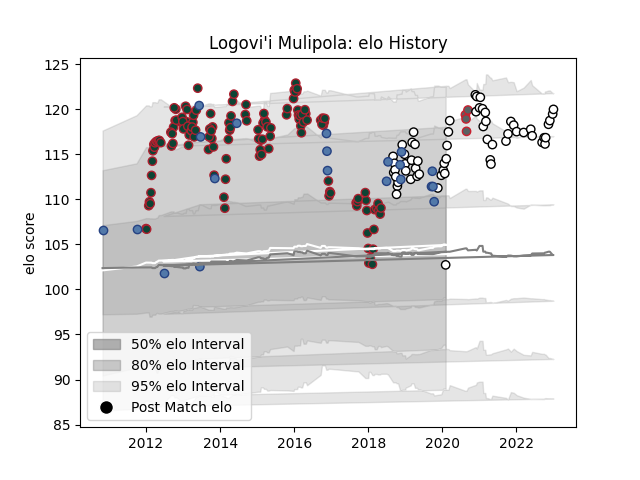 Logovi'i Mulipola: elo History
125
120
115
110
105
100
95
90
85
elo score
50% elo Interval
80% elo Interval
95% elo Interval
Post Match elo
2012 2014 2016 2018 2020 2022